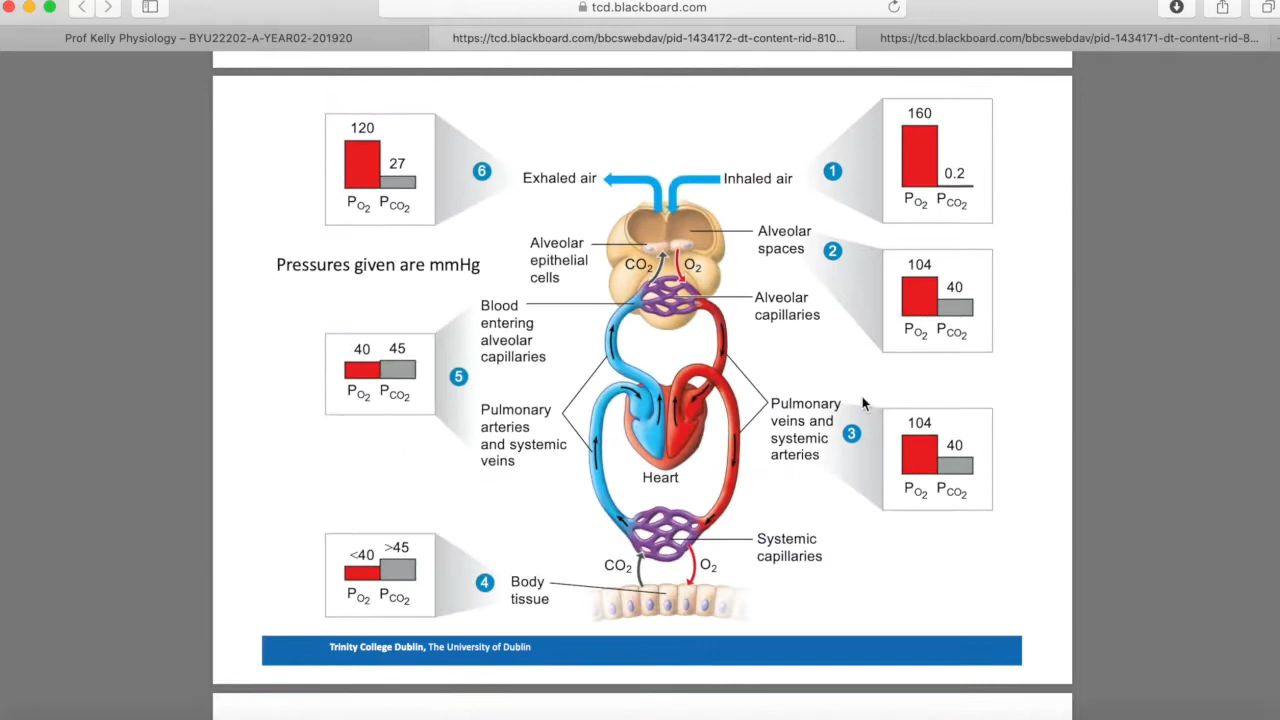 tcd.blackboard.com
Prof Kelly Physiology – BYU22202-A-YEAR02-201920
https://tcd.blackboard.com/bbcswebdav/pid-1434172-dt-content-rid-810...
https://tcd.blackboard.com/bbcswebdav/pid-1434171-dt-content-rid-8...
120
27
PO2 PCO2
6
Exhaled air
Inhaled air
1
160
0.2
PO2 PCO2
Pressures given are mmHg
Alveolar
epithelial
cells
CO2
O2
Alveolar
spaces
2
104
40
PO2 PCO2
Alveolar
capillaries
Blood
entering
alveolar
capillaries
40
45
PO2 PCO2
5
Pulmonary
arteries
and systemic
veins
Heart
Pulmonary
veins and
systemic
arteries
3
104
40
PO2 PCO2
Systemic
capillaries
<40
>45
PO2 PCO2
4
Body
tissue
CO2
O2
Trinity College Dublin, The University of Dublin